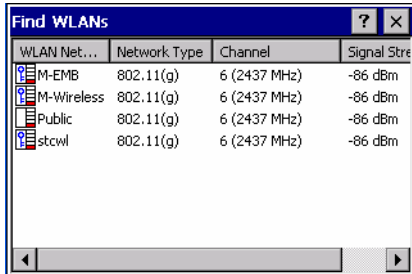 Find WLANs ? ×
WLAN Net... Network Type Channel Signal Stre
M-EMB 802.11(g) 6 (2437 MHz) -86 dBm
M-Wireless 802.11(g) 6 (2437 MHz) -86 dBm
Public 802.11(g) 6 (2437 MHz) -86 dBm
stcwl 802.11(g) 6 (2437 MHz) -86 dBm